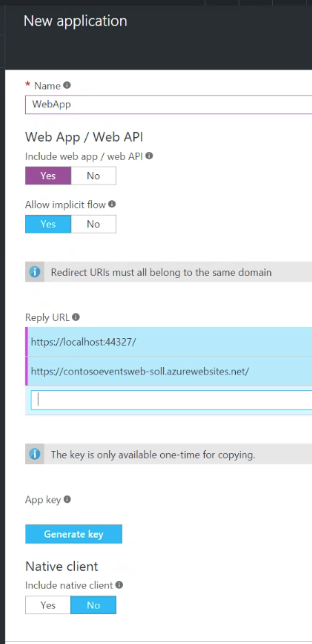 New application
* Name
WebApp
Web App / Web API
Include web app / web API
Yes No
Allow implicit flow
Yes No
Redirect URIs must all belong to the same domain
Reply URL
https://localhost:44327/
https://contosoeventsweb-soll.azurewebsites.net/
The key is only available one-time for copying.
App key
Generate key
Native client
Include native client
Yes No